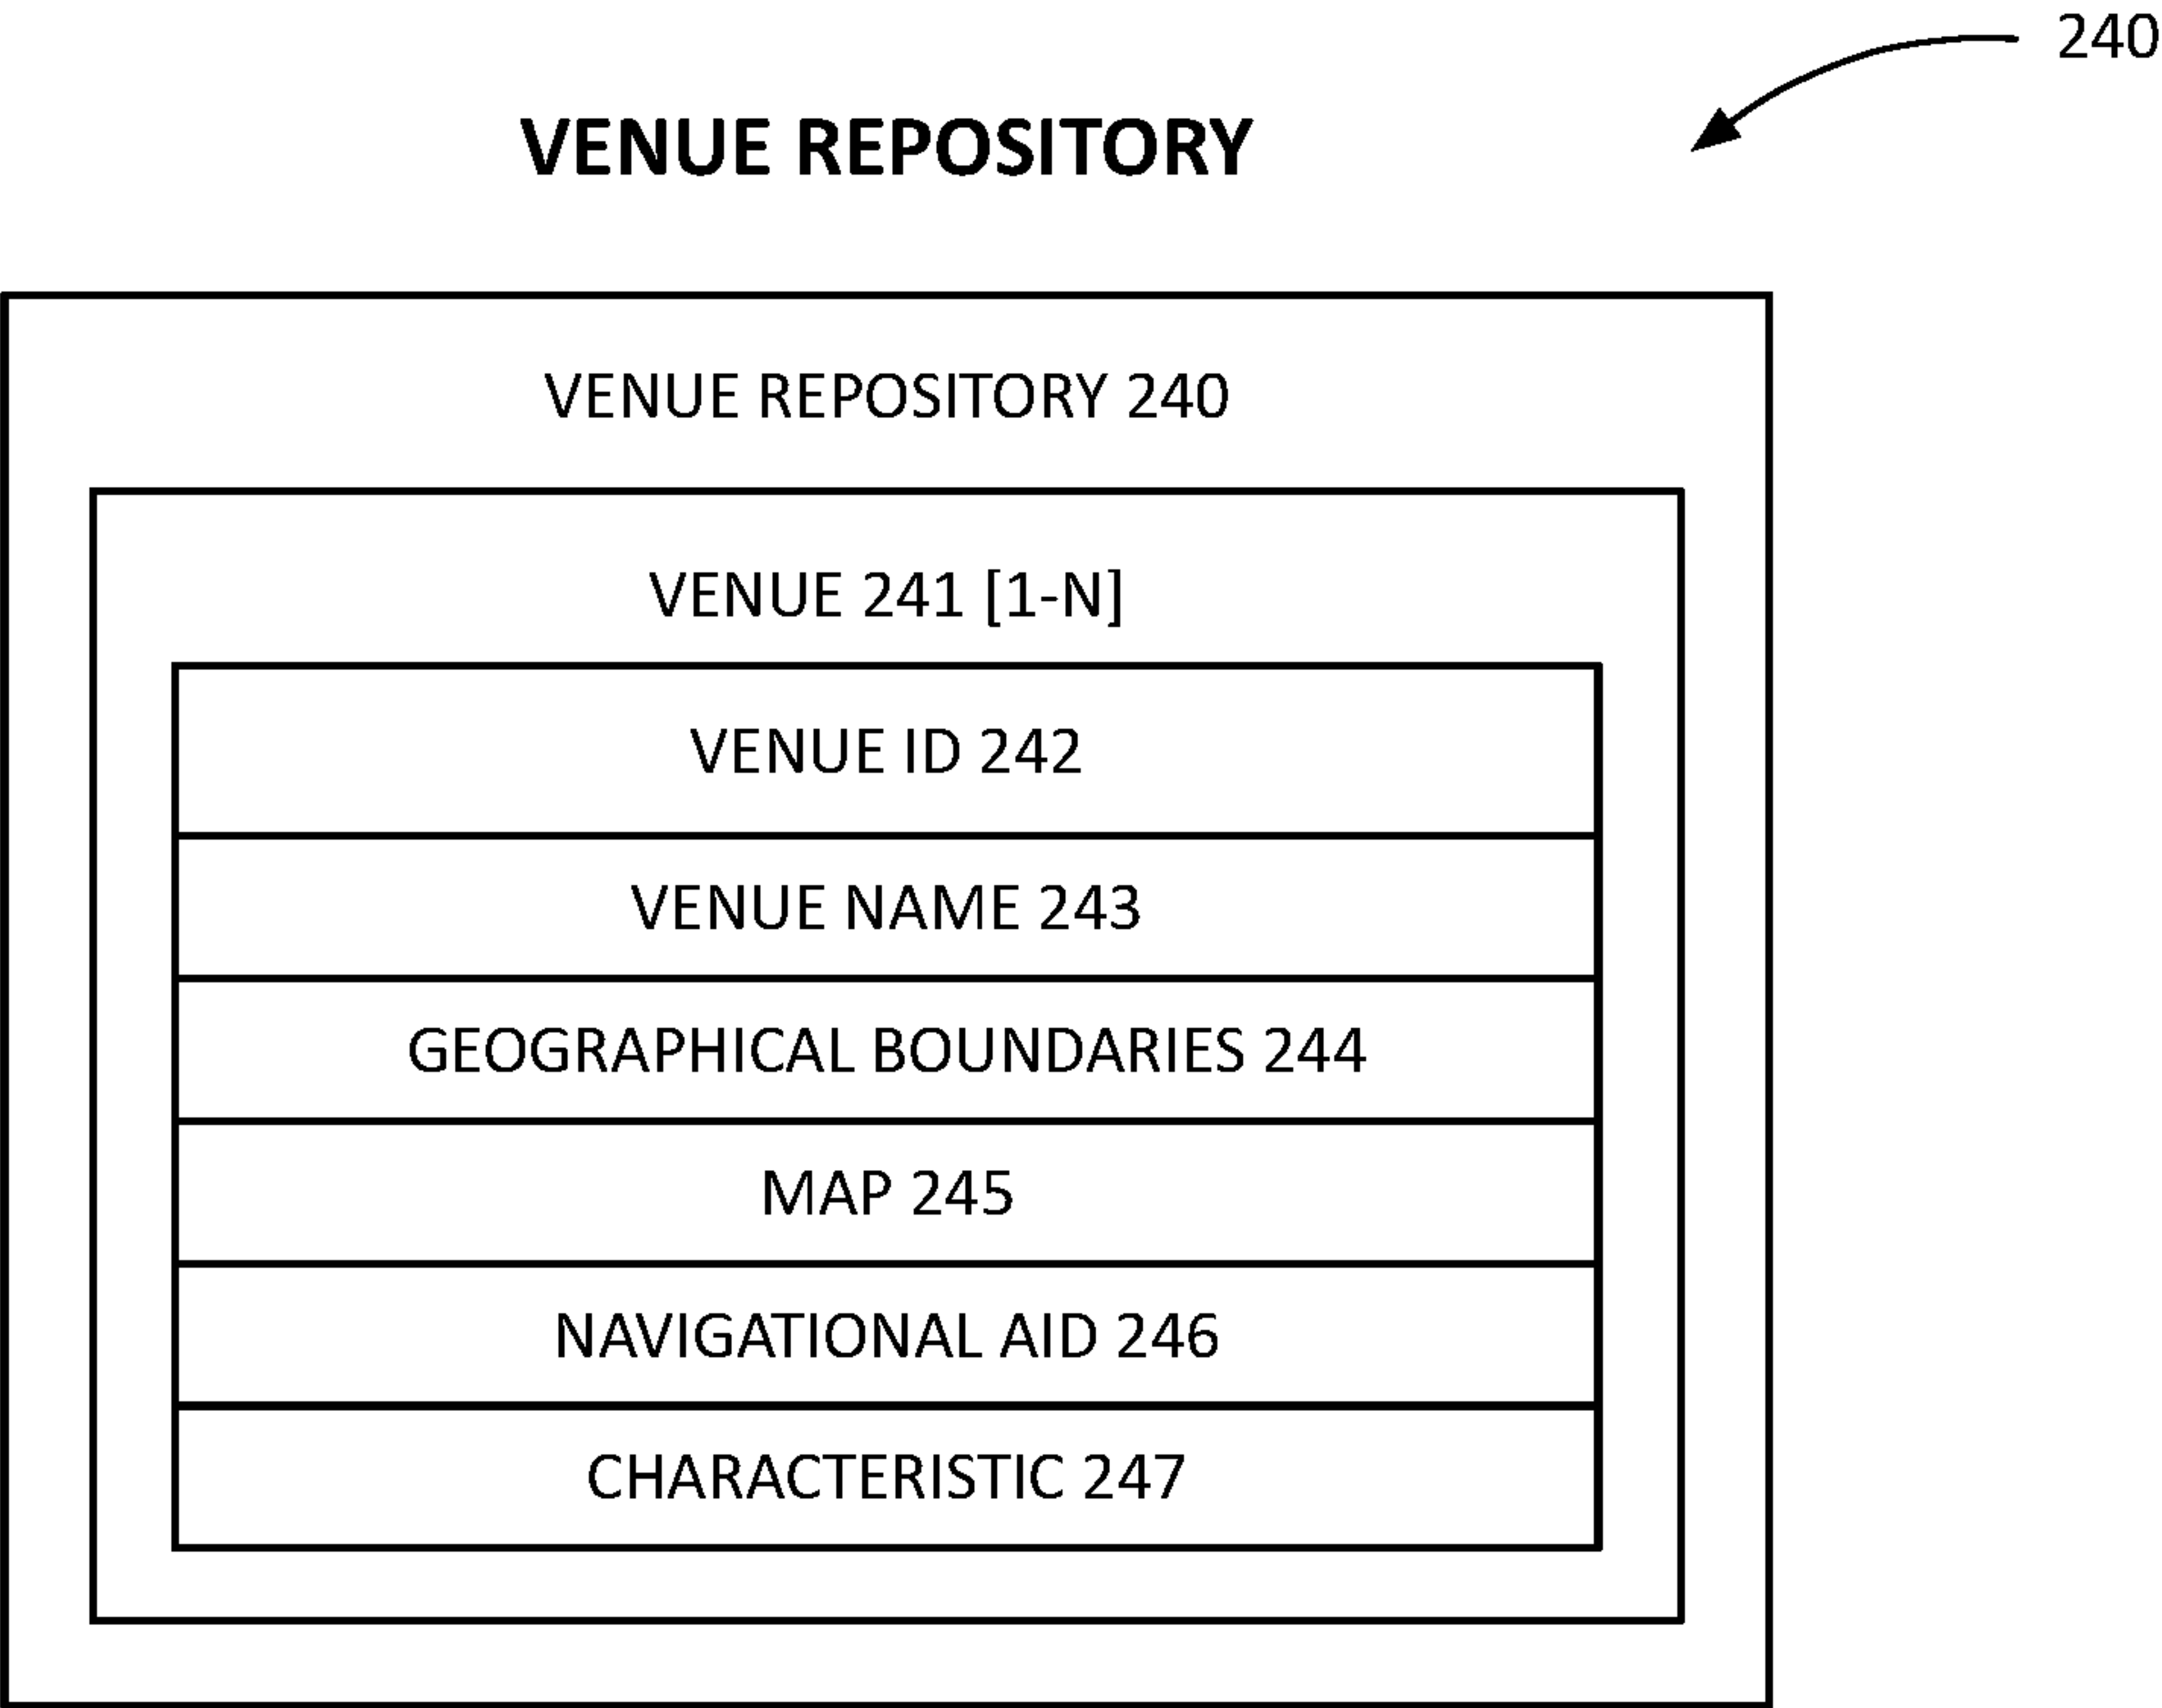 240
VENUE REPOSITORY
VENUE REPOSITORY 240
VENUE 241 [1-N]
VENUE ID 242
VENUE NAME 243
GEOGRAPHICAL BOUNDARIES 244
MAP 245
NAVIGATIONAL AID 246
CHARACTERISTIC 247